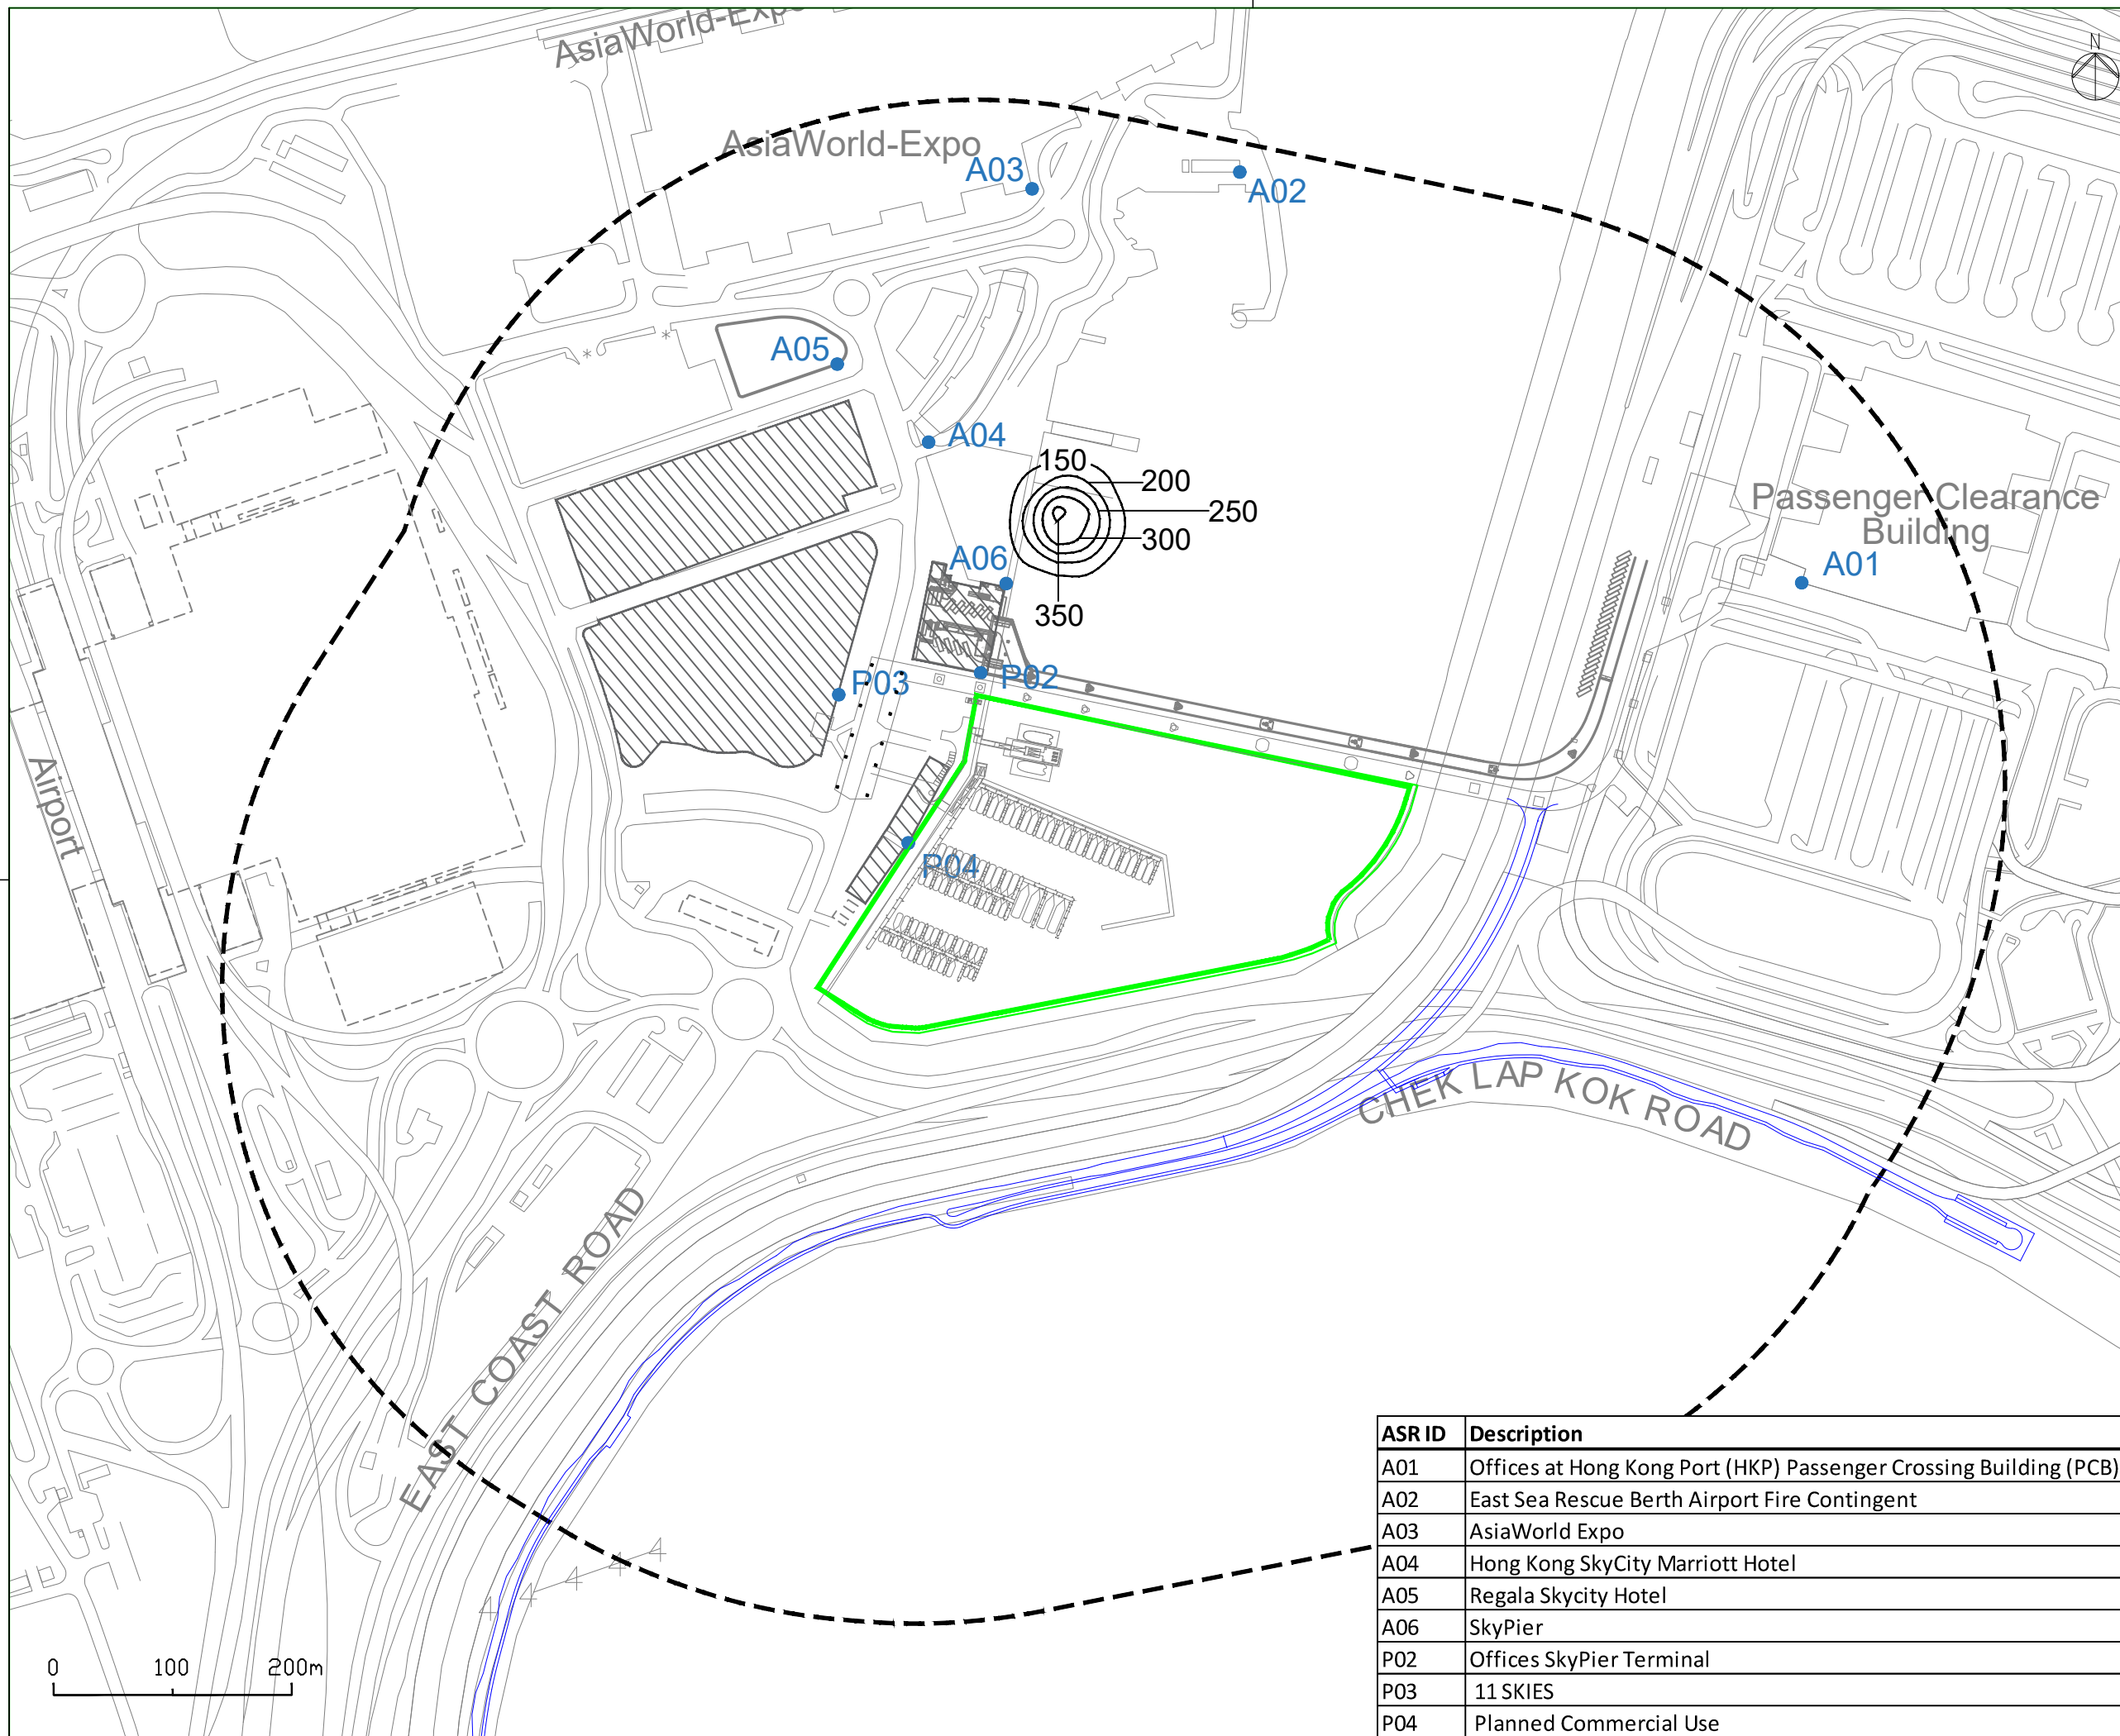 AsiaWorld-Expo
N
AsiaWorld-Expo
A03
A02
A05
A04
150
200
250
300
350
Passenger Clearance
Building
A01
A06
P02
P03
P04
Airport
CHEK LAP KOK ROAD
EAST COAST ROAD
0 100 200m
ASR ID Description
A01 Offices at Hong Kong Port (HKP) Passenger Crossing Building (PCB)
A02 East Sea Rescue Berth Airport Fire Contingent
A03 AsiaWorld Expo
A04 Hong Kong SkyCity Marriott Hotel
A05 Regala Skycity Hotel
A06 SkyPier
P02 Offices SkyPier Terminal
P03 11 SKIES
P04 Planned Commercial Use